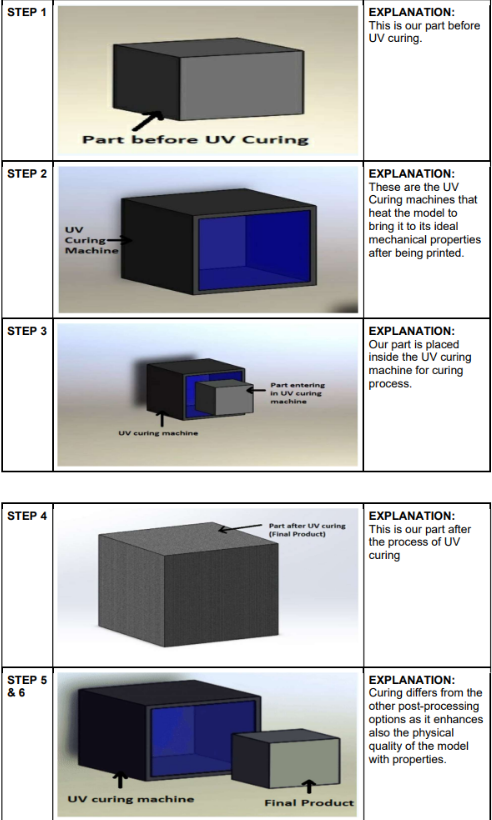 STEP 1
Part before UV Curing
EXPLANATION:
This is our part before
UV curing.
STEP 2
UV
Curing
Machine
EXPLANATION:
These are the UV
Curing machines that
heat the model to
bring it to its ideal
mechanical properties
after being printed.
STEP 3
Part entering
in UV curing
machine
UV curing machine
EXPLANATION:
Our part is placed
inside the UV curing
machine for curing
process.
STEP 4
Part after UV curing
(Final Product)
EXPLANATION:
This is our part after
the process of UV
curing
STEP 5
& 6
UV curing machine
Final Product
EXPLANATION:
Curing differs from the
other post-processing
options as it enhances
also the physical
quality of the model
with properties.